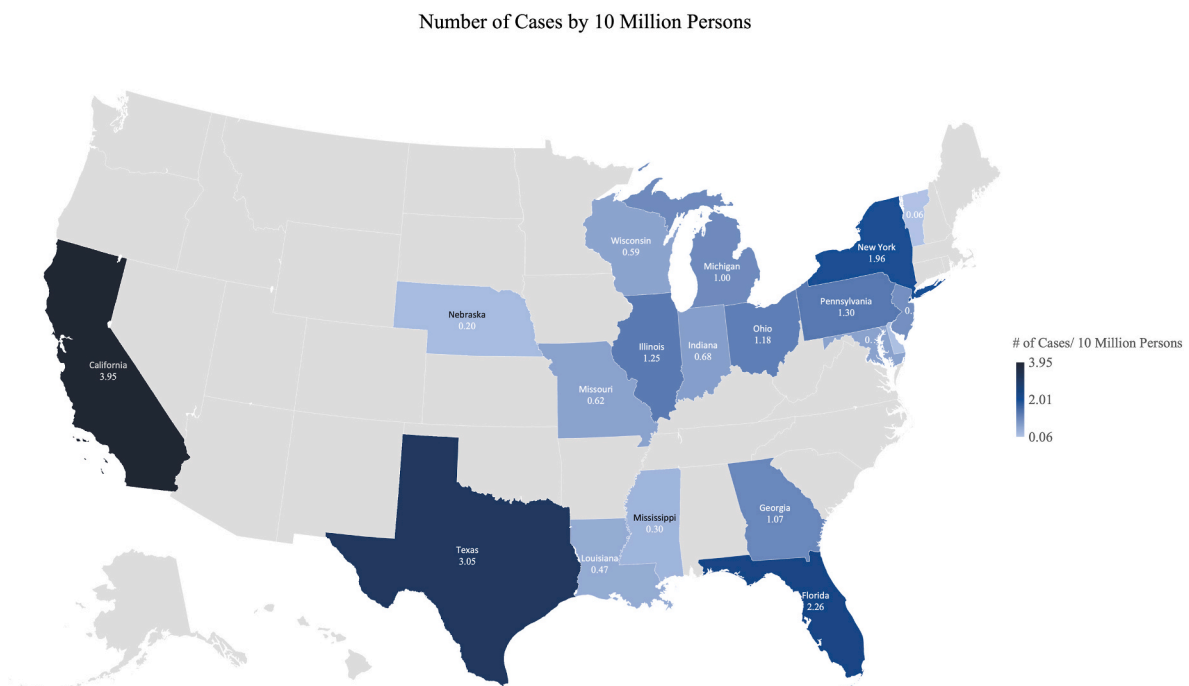 Number of Cases by 10 Million Persons
0.06
Wisconsin
0.59
New York
1.96
Michigan
1.00
Nebraska
0.20
Pennsylvania
1.30
0.
Ohio
1.18
Illinois
1.25
Indiana
0.68
0.
# of Cases/ 10 Million Persons
3.95
2.01
0.06
California
3.95
Missouri
0.62
Mississippi
0.30
Georgia
1.07
Texas
3.05
Louisiana
0.47
Florida
2.26